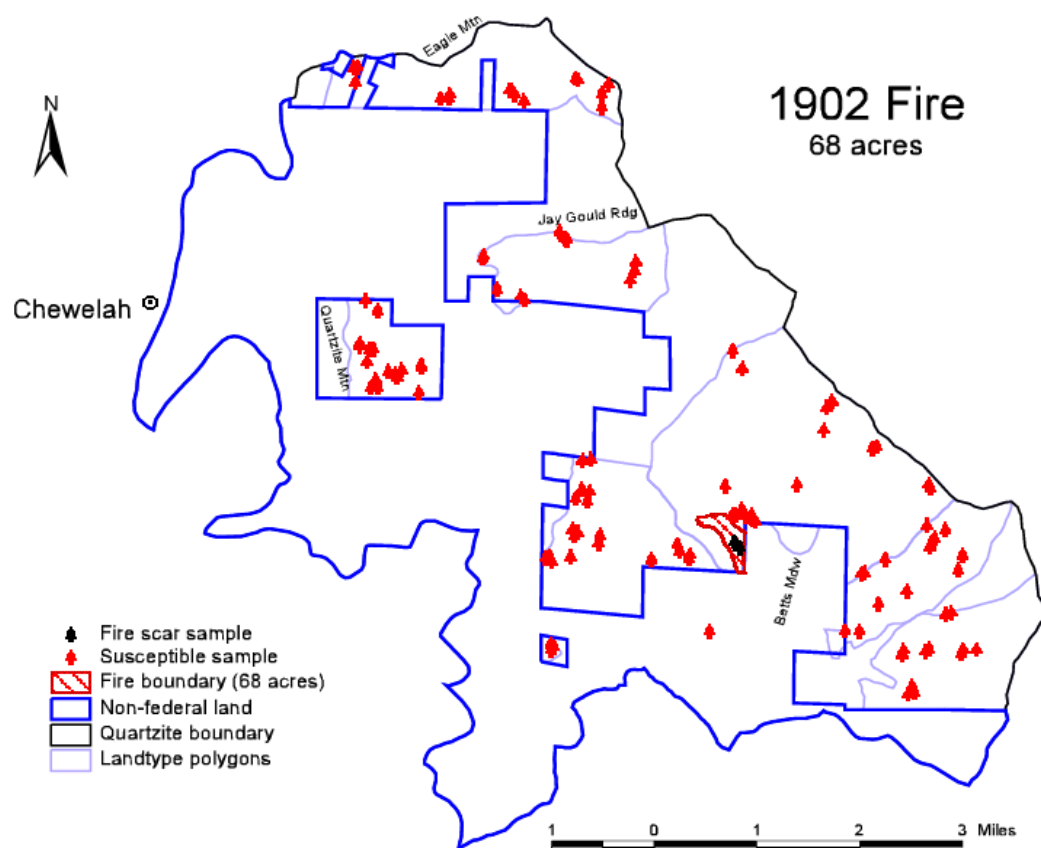 Eagle Mtn
1902 Fire
68 acres
N
Jay Gould Rdg
Chewelah
Quartzite Mtn
Betts Mdw
Fire scar sample
Susceptible sample
Fire boundary (68 acres)
Non-federal land
Quartzite boundary
Landtype polygons
1 0 1 2 3 Miles